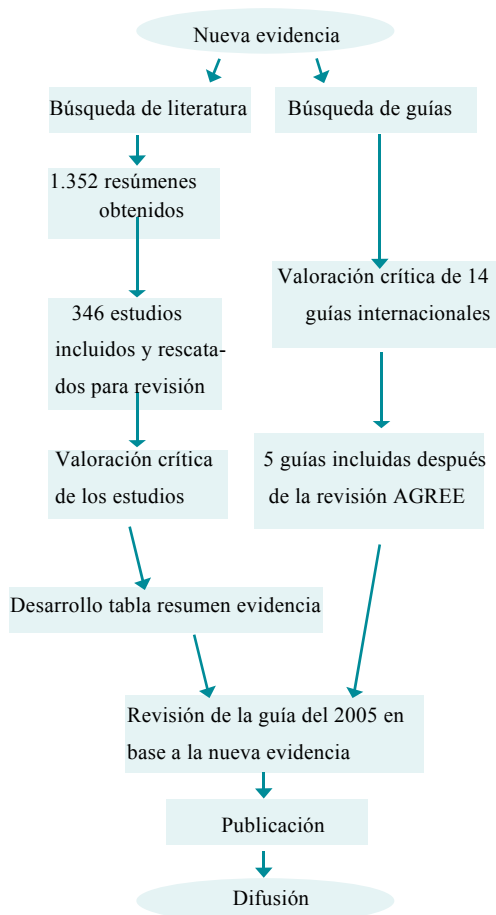 Nueva evidencia
Búsqueda de literatura
Búsqueda de guías
1.352 resúmenes
obtenidos
Valoración crítica de 14
guías internacionales
346 estudios
incluidos y rescata-
dos para revisión
Valoración crítica
de los estudios
5 guías incluidas después
de la revisión AGREE
Desarrollo tabla resumen evidencia
Revisión de la guía del 2005 en
base a la nueva evidencia
Publicación
Difusión